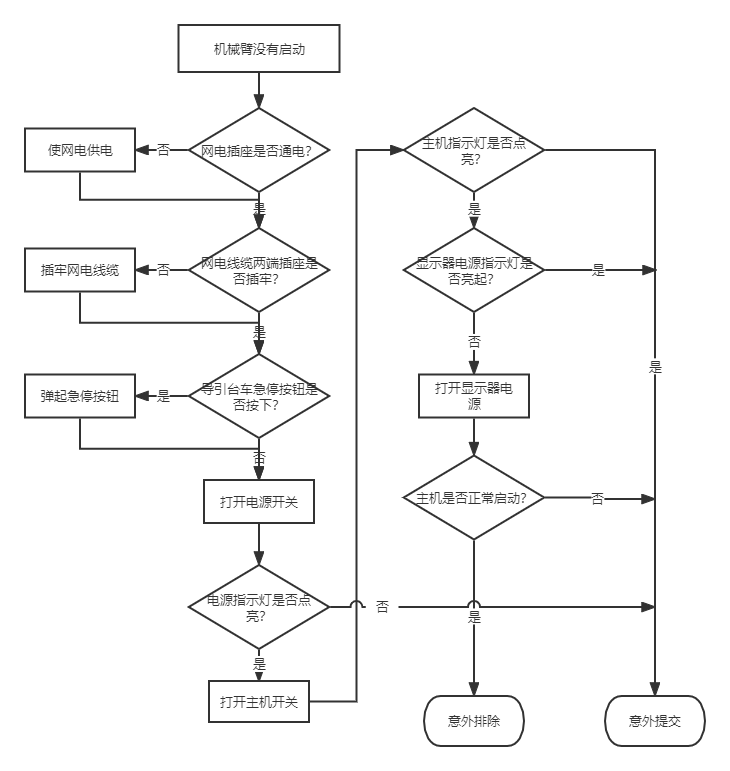 机械臂没有启动
网电插座是否通电?
否
使网电供电
是
网电线缆两端插座是
否插牢?
否
插牢网电线缆
是
导引台车急停按钮是
否按下?
是
弹起急停按钮
否
打开电源开关
电源指示灯是否点
亮?
否
是
打开主机开关
主机指示灯是否点
亮?
是
显示器电源指示灯是
否亮起?
是
否
打开显示器电
源
主机是否正常启动?
否
是
是
意外排除
意外提交